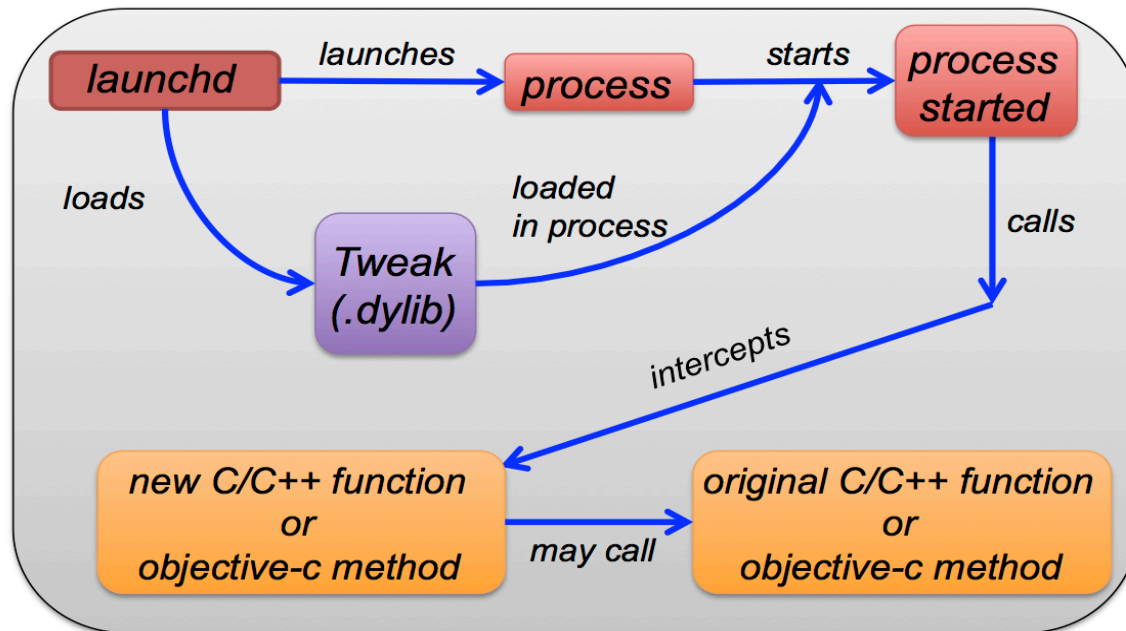 launchd
launches
process
starts
process
started
loads
Tweak
(.dylib)
loaded
in process
calls
intercepts
new C/C++ function
or
objective-c method
may call
original C/C++ function
or
objective-c method